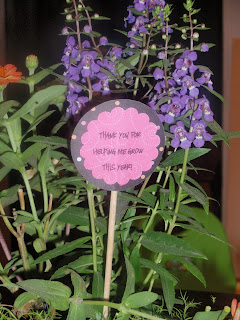 THANK YOU FOR
HELPING ME GROW
THIS YEAR!